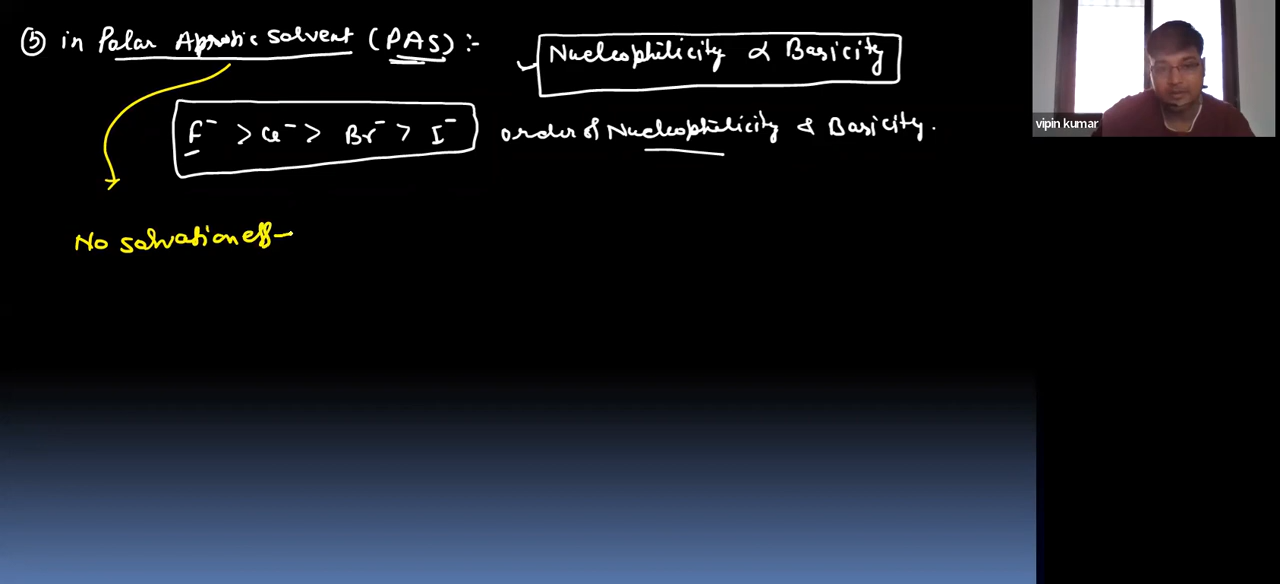 ⑤ in Polar Aprotic Solvent (PAS) :-
Nucleophilicity ∝ Basicity
F⁻ > Cl⁻ > Br⁻ > I⁻ order of Nucleophilicity & Basicity.
No solvation eff-
vipin kumar